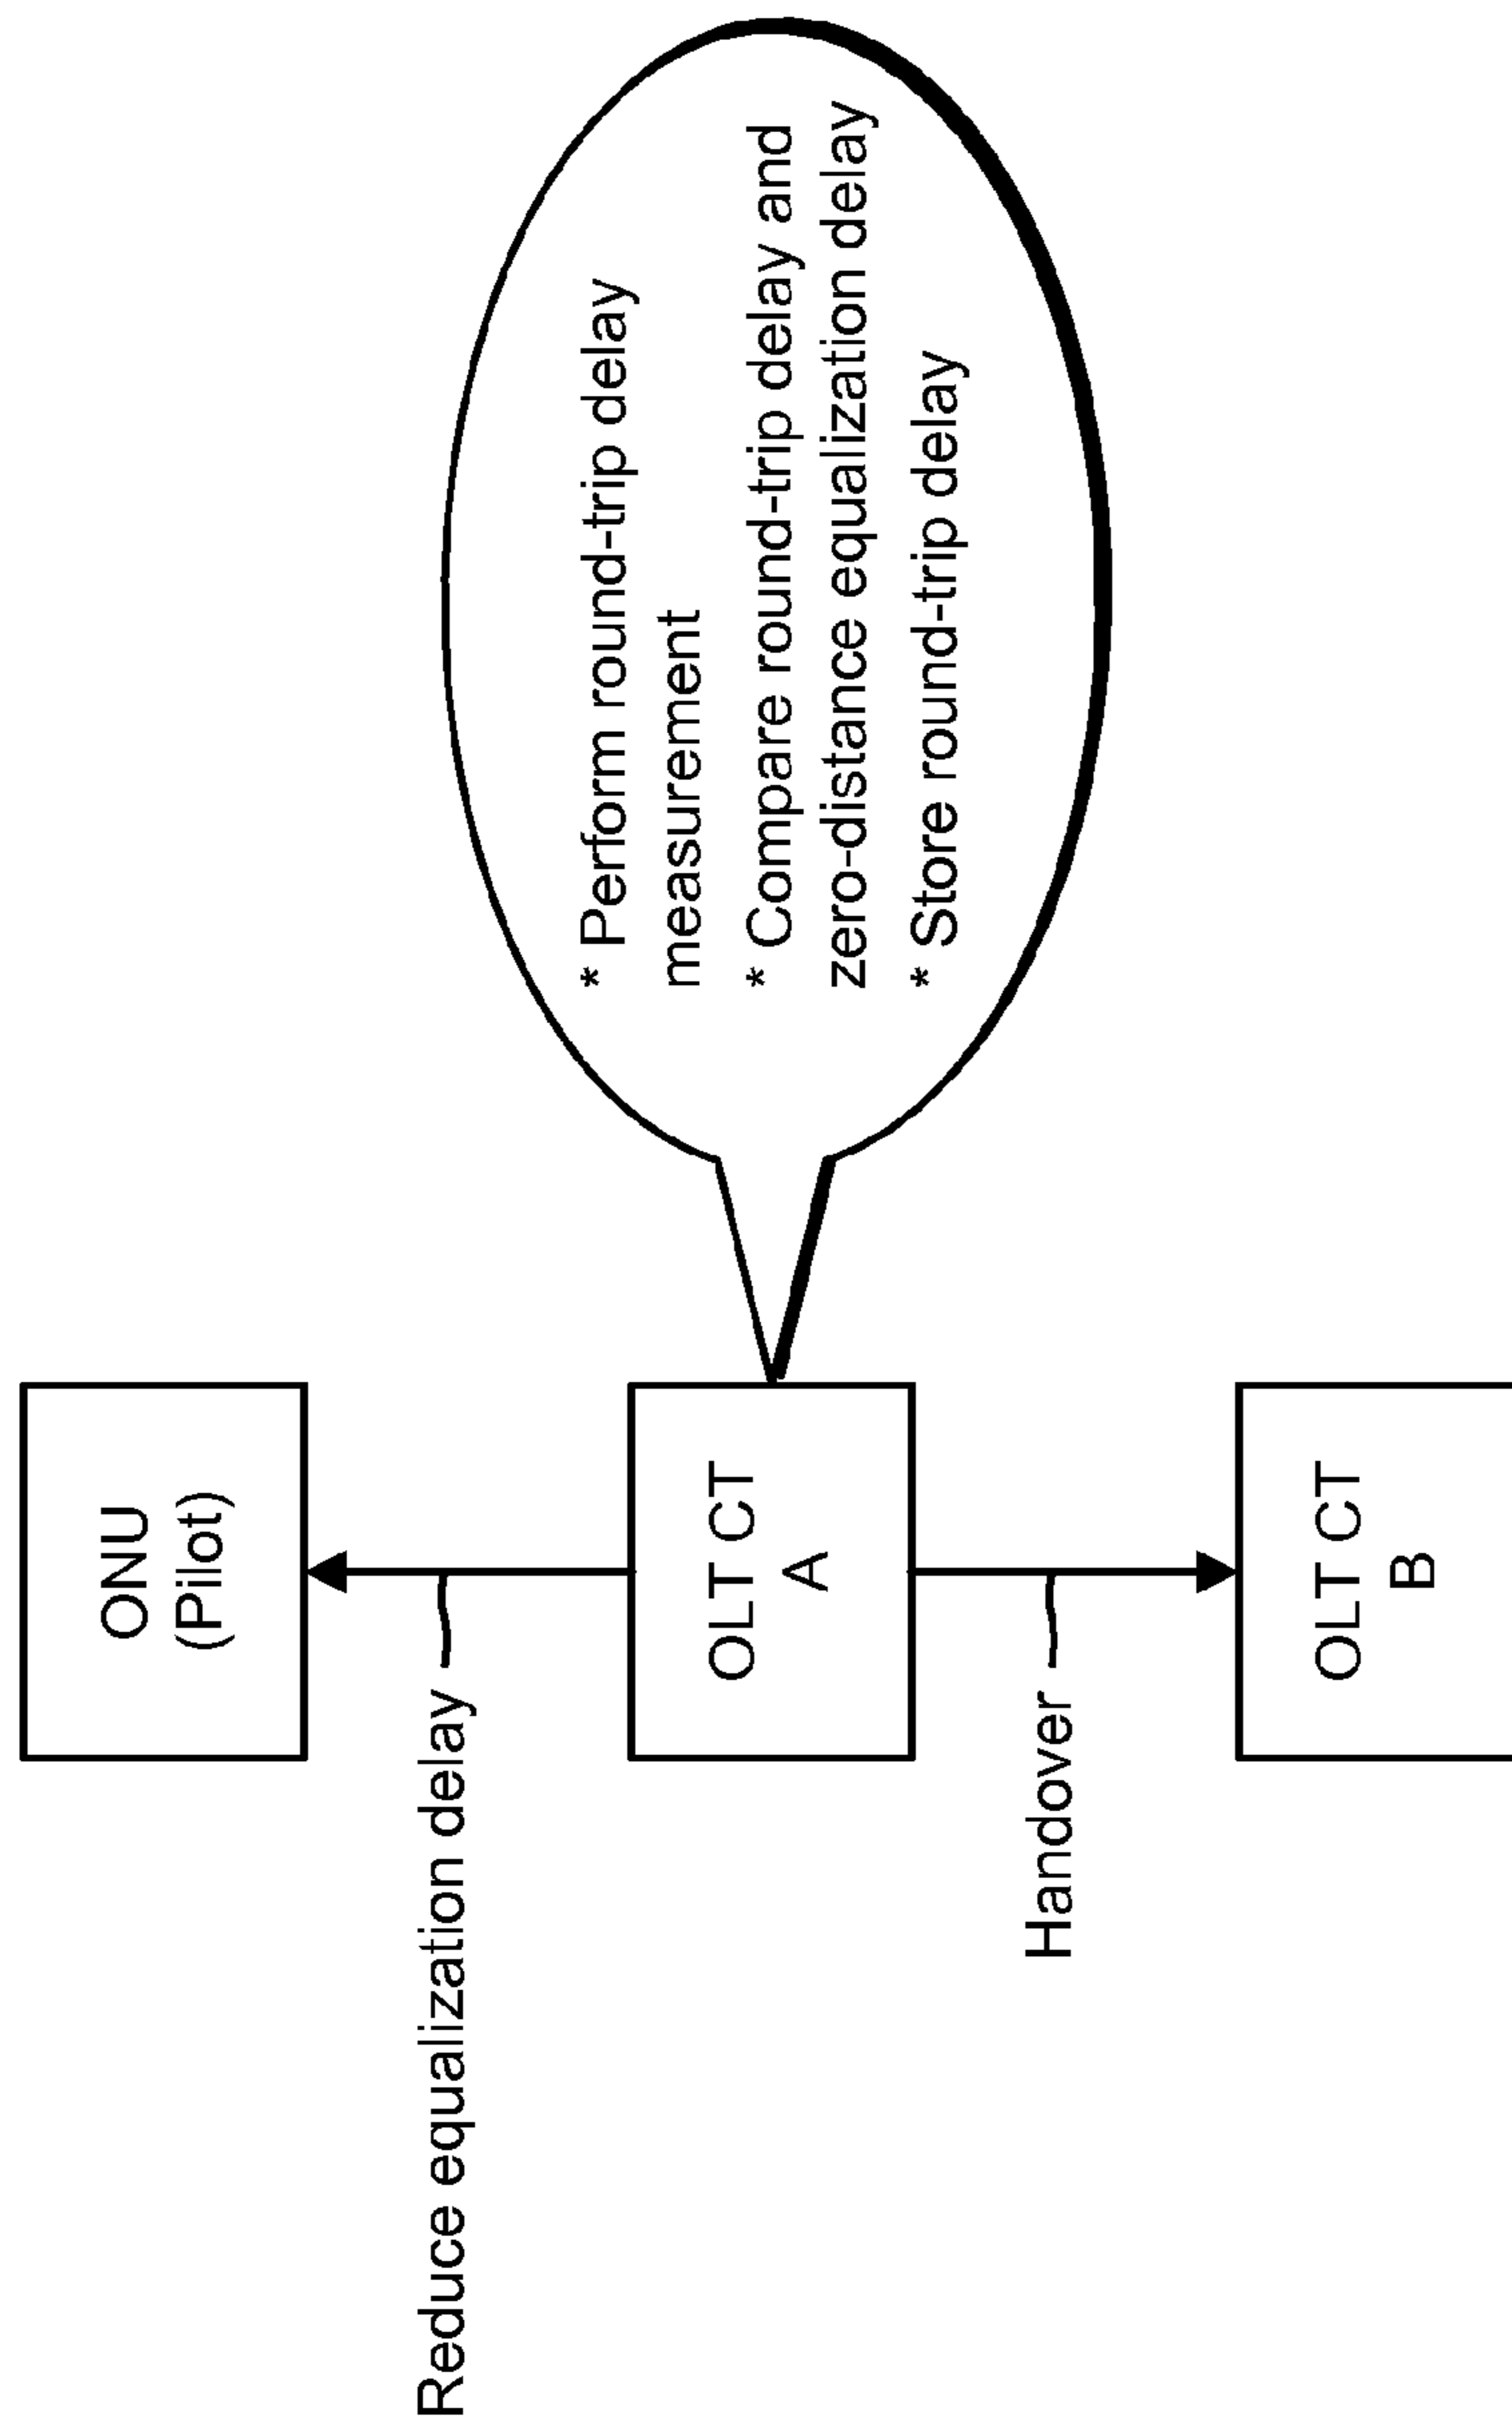 * Perform round-trip delay
measurement
* Compare round-trip delay and
zero-distance equalization delay
* Store round-trip delay
ONU
(Pilot)
Reduce equalization delay
OLT CT
A
Handover
OLT CT
B